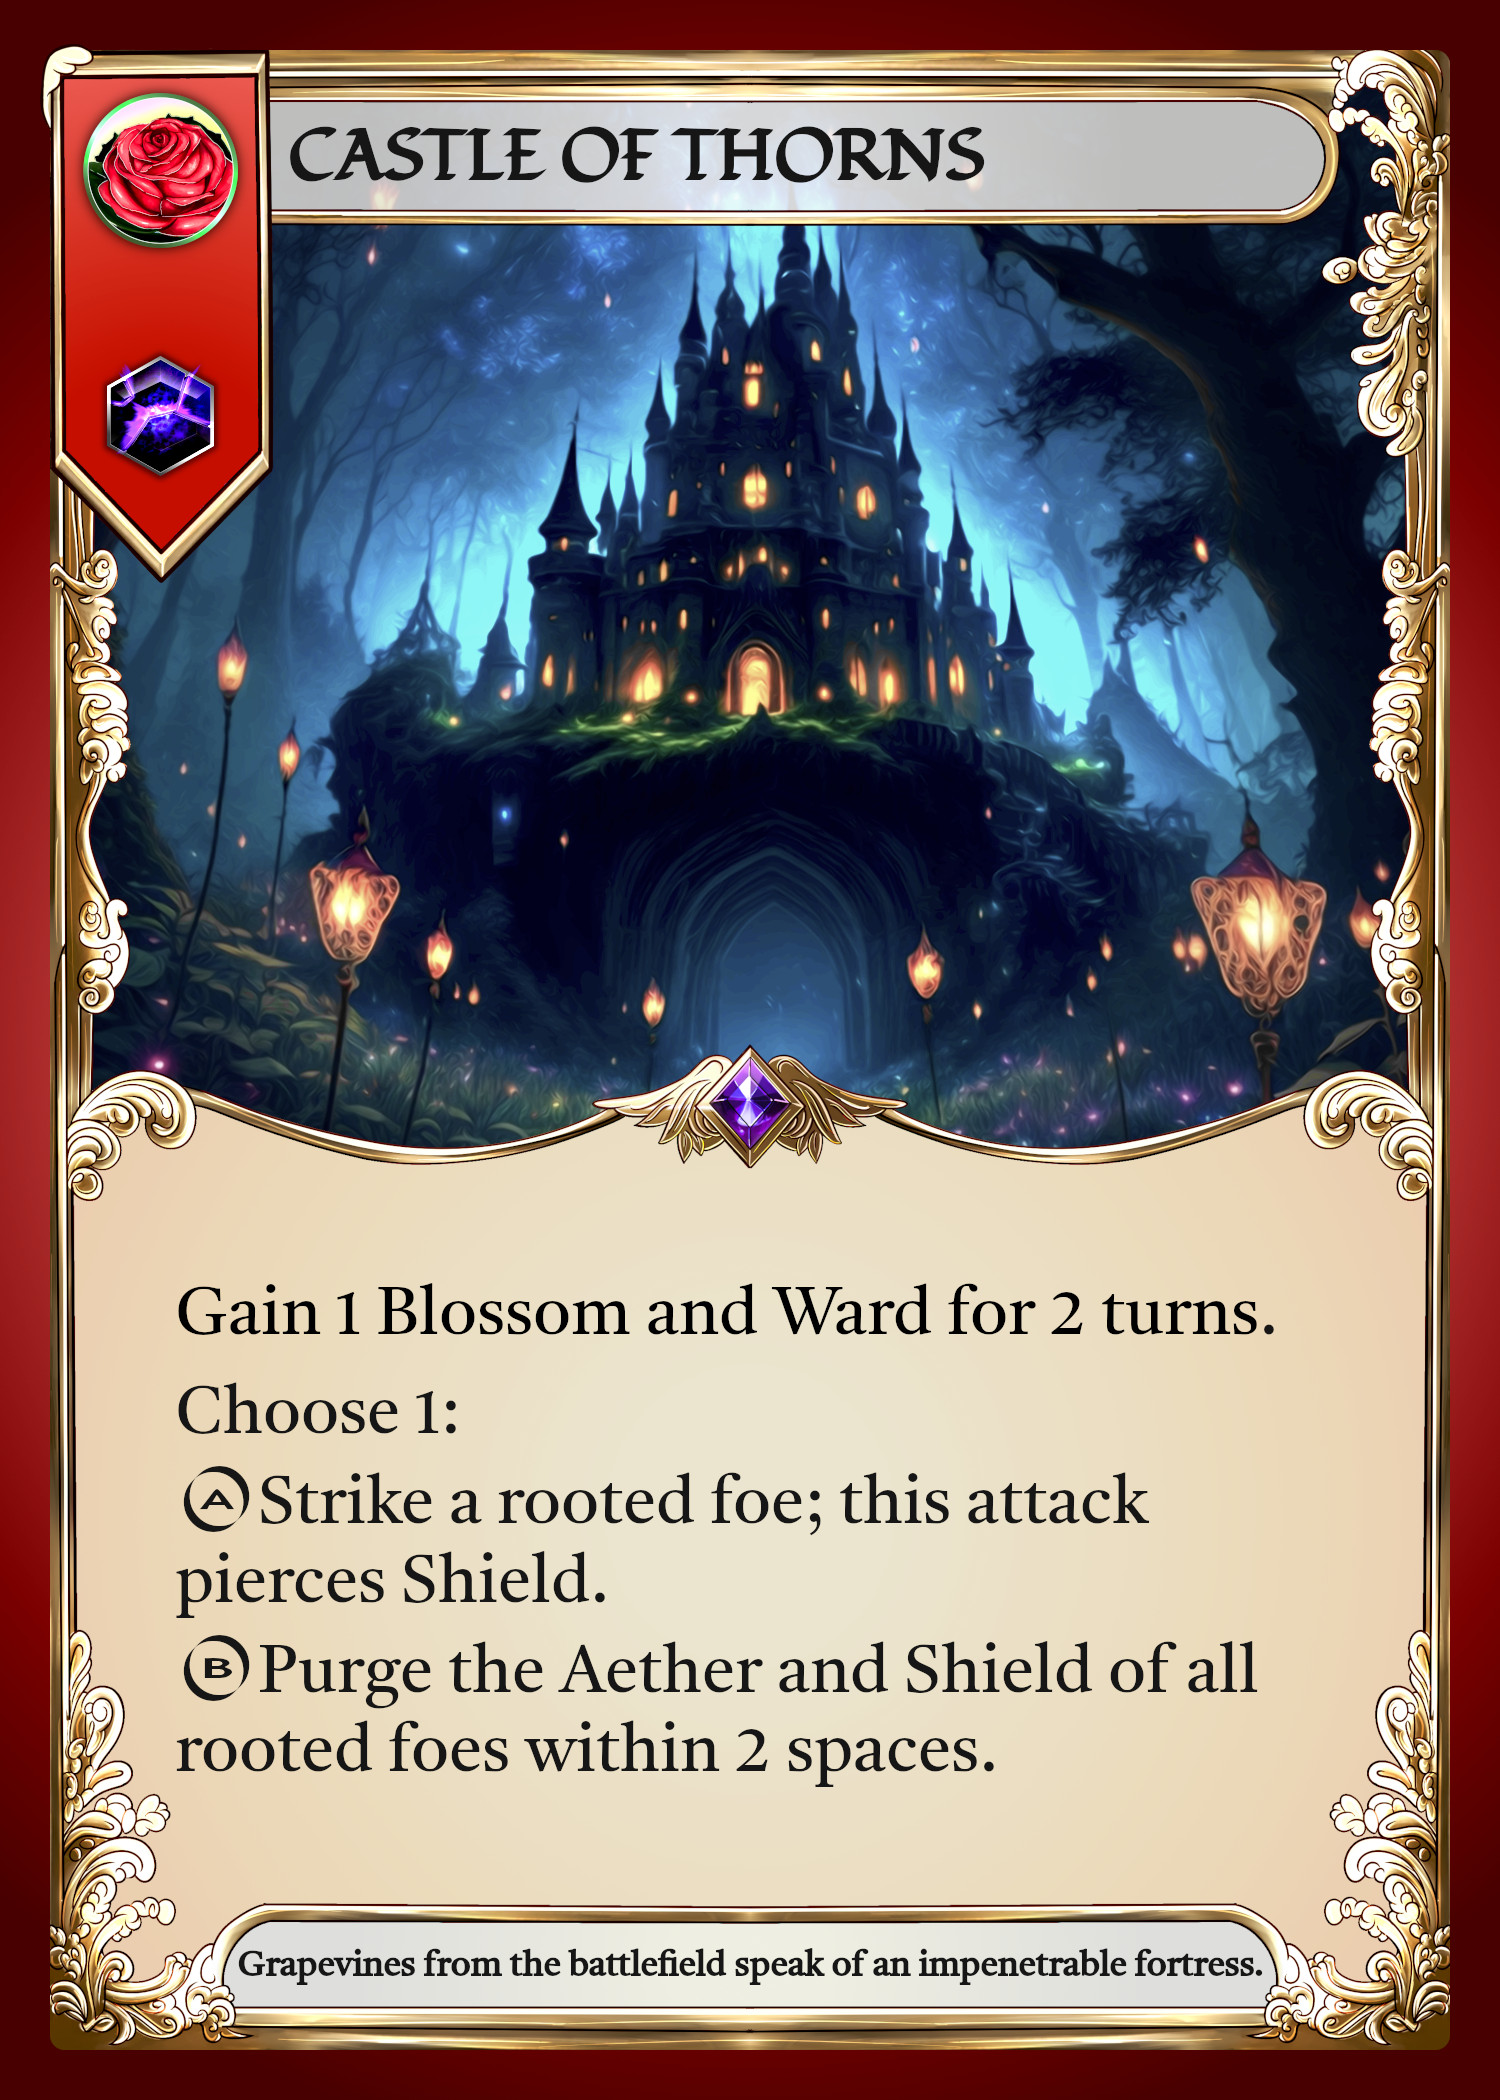 CASTLE OF THORNS
Gain 1 Blossom and Ward for 2 turns.
Choose 1:
Ⓐ Strike a rooted foe; this attack
pierces Shield.
Ⓑ Purge the Aether and Shield of all
rooted foes within 2 spaces.
Grapevines from the battlefield speak of an impenetrable fortress.